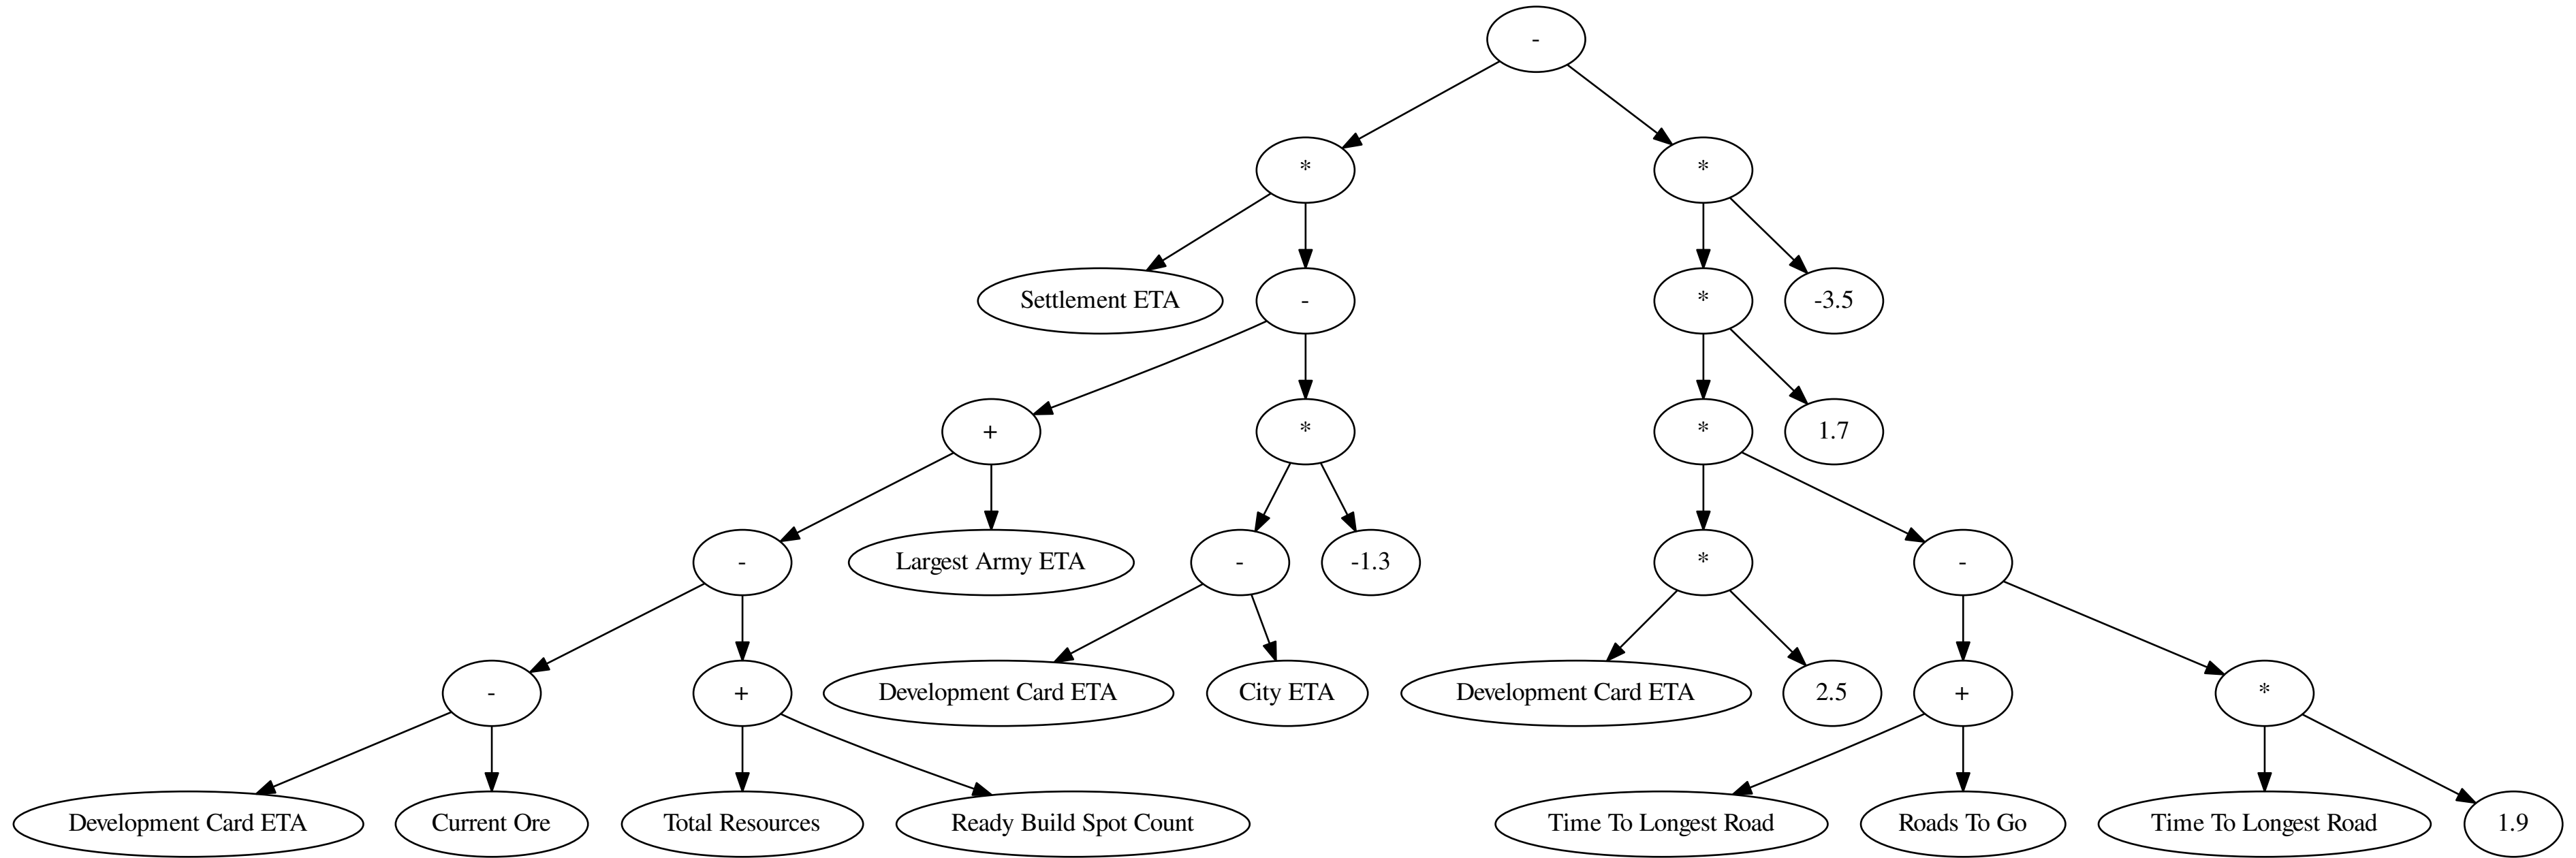 -
*
*
Settlement ETA
-
*
-3.5
+
*
*
1.7
-
Largest Army ETA
-
-1.3
*
-
-
+
Development Card ETA
City ETA
Development Card ETA
2.5
+
*
Development Card ETA
Current Ore
Total Resources
Ready Build Spot Count
Time To Longest Road
Roads To Go
Time To Longest Road
1.9